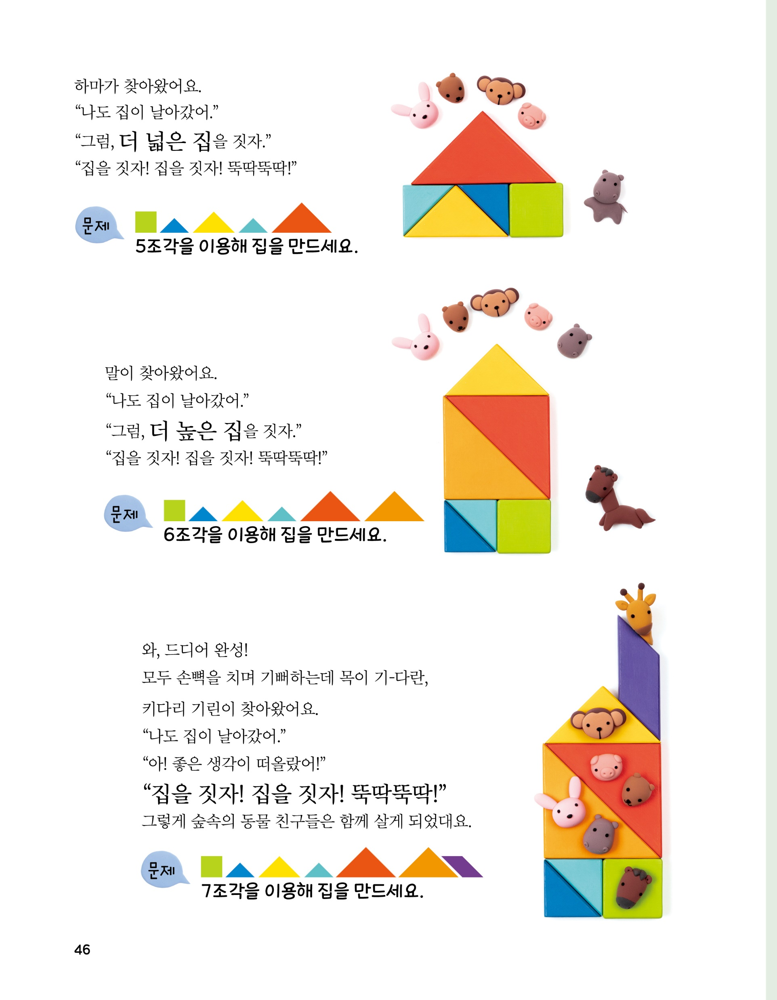 하마가 찾아왔어요.
“나도 집이 날아갔어.”
“그럼, 더 넓은 집을 짓자.”
“집을 짓자! 집을 짓자! 뚝딱뚝딱!”
문제
5조각을 이용해 집을 만드세요.
말이 찾아왔어요.
“나도 집이 날아갔어.”
“그럼, 더 높은 집을 짓자.”
“집을 짓자! 집을 짓자! 뚝딱뚝딱!”
문제
6조각을 이용해 집을 만드세요.
와, 드디어 완성!
모두 손뼉을 치며 기뻐하는데 목이 기-다란,
키다리 기린이 찾아왔어요.
“나도 집이 날아갔어.”
“아! 좋은 생각이 떠올랐어!”
“집을 짓자! 집을 짓자! 뚝딱뚝딱!”
그렇게 숲속의 동물 친구들은 함께 살게 되었대요.
문제
7조각을 이용해 집을 만드세요.
46